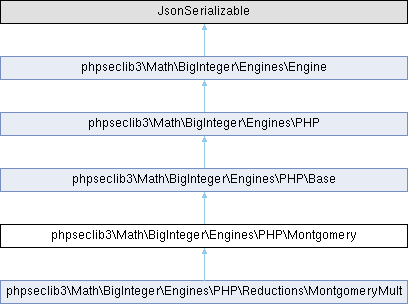 JsonSerializable
phpseclib3\Math\BigInteger\Engines\Engine
phpseclib3\Math\BigInteger\Engines\PHP
phpseclib3\Math\BigInteger\Engines\PHP\Base
phpseclib3\Math\BigInteger\Engines\PHP\Montgomery
phpseclib3\Math\BigInteger\Engines\PHP\Reductions\MontgomeryMult